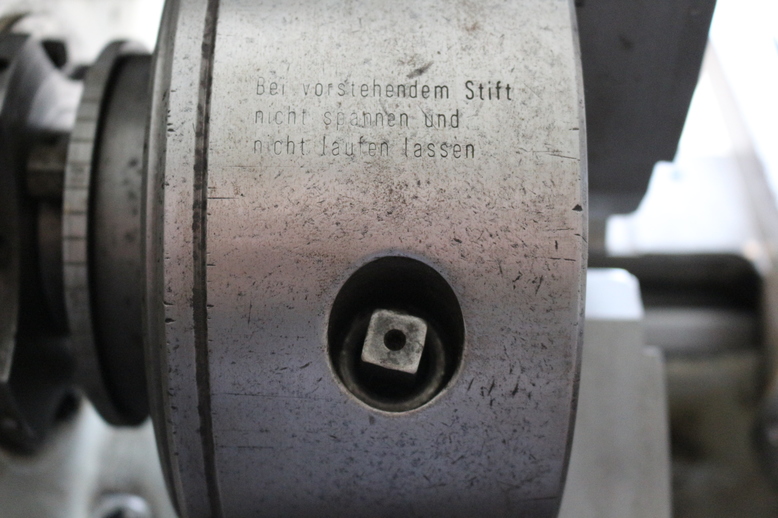 Bei vorstehendem Stift
nicht spannen und
nicht laufen lassen